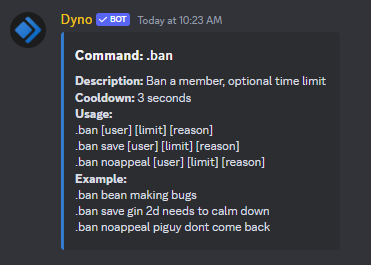 Dyno ✓ BOT Today at 10:23 AM
Command: .ban
Description: Ban a member, optional time limit
Cooldown: 3 seconds
Usage:
.ban [user] [limit] [reason]
.ban save [user] [limit] [reason]
.ban noappeal [user] [limit] [reason]
Example:
.ban bean making bugs
.ban save gin 2d needs to calm down
.ban noappeal piguy dont come back